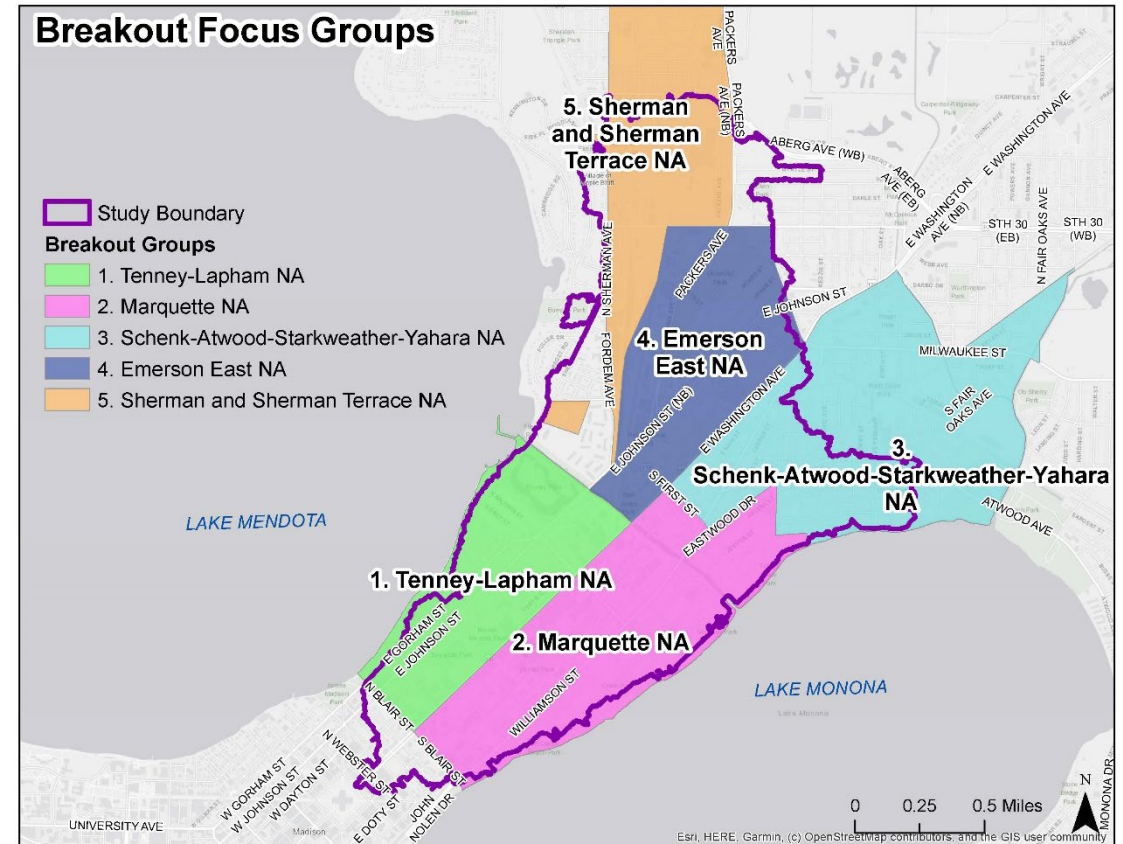 Breakout Focus Groups
Study Boundary
Breakout Groups
1. Tenney-Lapham NA
2. Marquette NA
3. Schenk-Atwood-Starkweather-Yahara NA
4. Emerson East NA
5. Sherman and Sherman Terrace NA
5. Sherman
and Sherman
Terrace NA
PACKERS
AVE
PACKERS
AVE (NB)
ABERG AVE (WB)
ABERG
AVE (EB)
E WASHINGTON
AVE (NB)
E WASHINGTON AVE
STH 30
(EB)
STH 30
(WB)
N FAIR OAKS AVE
N SHERMAN AVE
FORDEM AVE
PACKERS AVE
E JOHNSON ST
4. Emerson
East NA
E JOHNSON ST (NB)
E WASHINGTON AVE
MILWAUKEE ST
S FAIR
OAKS AVE
3.
Schenk-Atwood-Starkweather-Yahara
NA
S FIRST ST
EASTWOOD DR
ATWOOD AVE
LAKE MENDOTA
1. Tenney-Lapham NA
E GORHAM ST
E JOHNSON ST
2. Marquette NA
WILLIAMSON ST
LAKE MONONA
Lake Monona
N BLAIR ST
S BLAIR ST
N WEBSTER ST
W GORHAM ST
W JOHNSON ST
W DAYTON ST
E DOTY ST
JOHN
NOLEN DR
UNIVERSITY AVE
Madison
MONONA DR
N
0 0.25 0.5 Miles
Esri, HERE, Garmin, (c) OpenStreetMap contributors, and the GIS user community